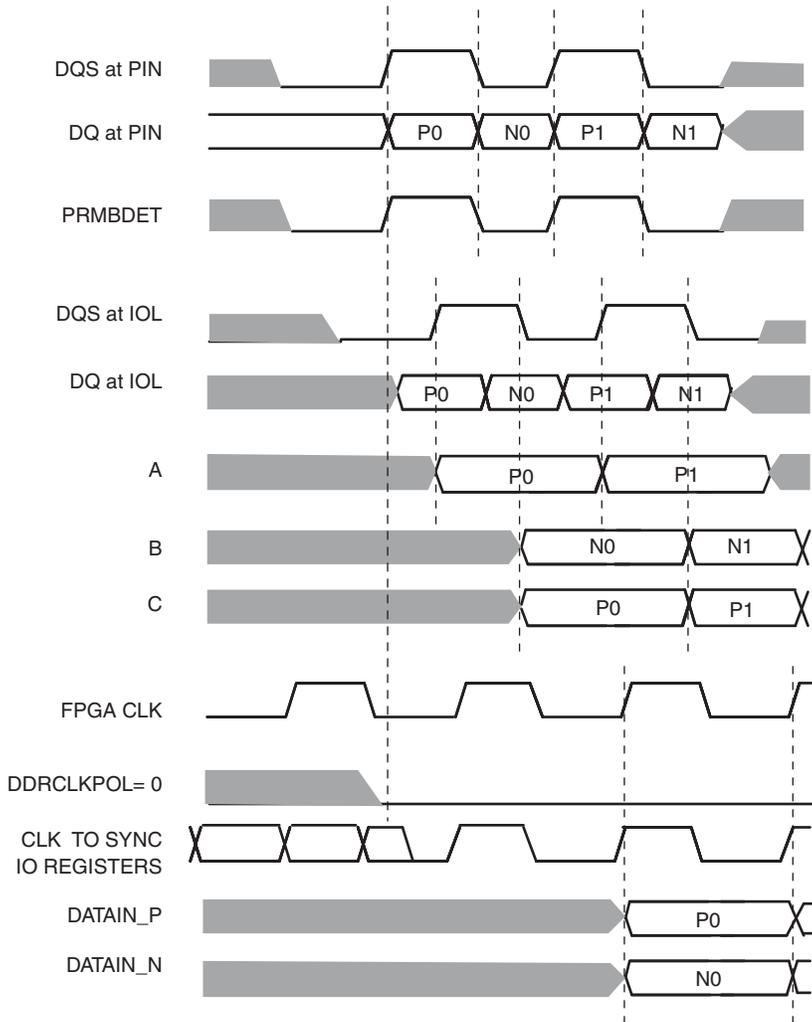 DQS at PIN
DQ at PIN P0 N0 P1 N1
PRMBDET
DQS at IOL
DQ at IOL P0 N0 P1 N1
A P0 P1
B N0 N1
C P0 P1
FPGA CLK
DDRCLKPOL= 0
CLK TO SYNC
IO REGISTERS
DATAIN_P P0
DATAIN_N N0